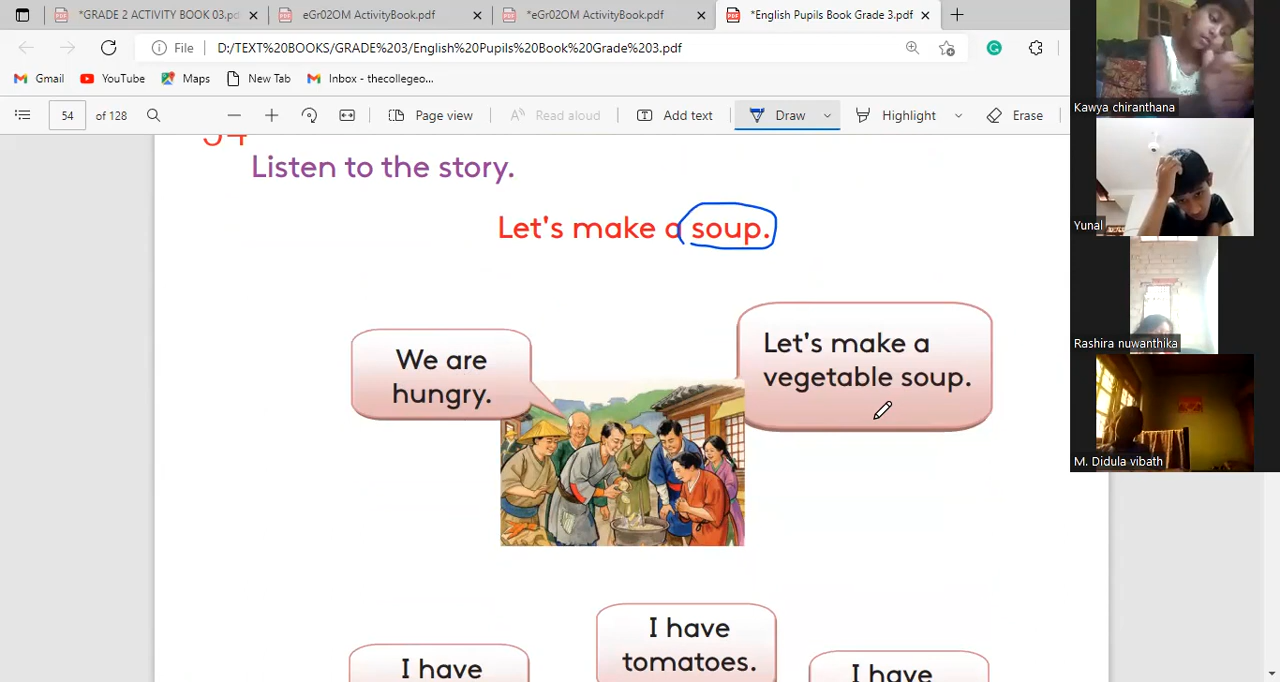 *GRADE 2 ACTIVITY BOOK 03.pd
eGr02OM ActivityBook.pdf
*eGr02OM ActivityBook.pdf
*English Pupils Book Grade 3.pdf
File
D:/TEXT%20BOOKS/GRADE%203/English%20Pupils%20Book%20Grade%203.pdf
Gmail
YouTube
Maps
New Tab
Inbox - thecollegeo...
54
of 128
Page view
Read aloud
Add text
Draw
Highlight
Erase
54
Listen to the story.
Let's make a soup.
We are
hungry.
Let's make a
vegetable soup.
I have
I have
tomatoes.
I have
Kawya chiranthana
Yunal
Rashira nuwanthika
M. Didula vibath